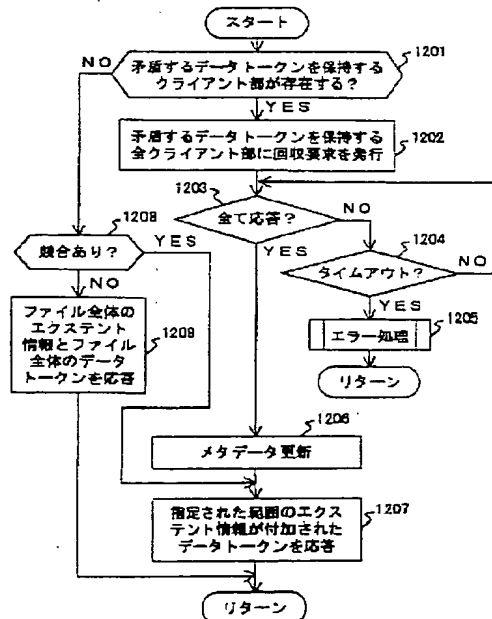 スタート
1201
矛盾するデータトークンを保持する
クライアント部が存在する？
NO
YES
矛盾するデータトークンを保持する
全クライアント部に回収要求を発行
1202
1203
全て応答？
NO
YES
1204
タイムアウト？
NO
YES
1205
エラー処理
リターン
1208
競合あり？
YES
NO
ファイル全体の
エクステント
情報とファイル
全体のデータ
トークンを応答
1209
1206
メタデータ更新
指定された範囲のエクス
テント情報が付加された
データトークンを応答
1207
リターン